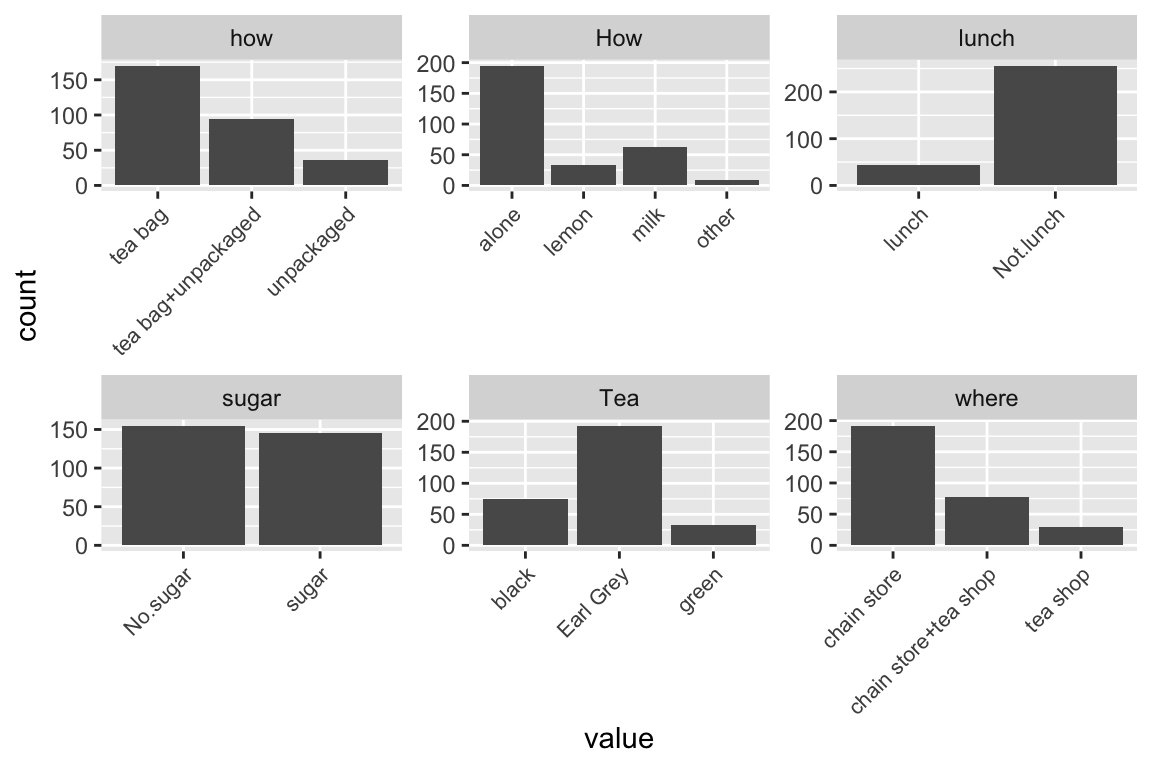 how
150
100
50
0
tea bag
tea bag+unpackaged
unpackaged
How
200
150
100
50
0
alone
lemon
milk
other
lunch
200
100
0
lunch
Not.lunch
count
sugar
150
100
50
0
No.sugar
sugar
Tea
200
150
100
50
0
black
Earl Grey
green
where
200
150
100
50
0
chain store
chain store+tea shop
tea shop
value